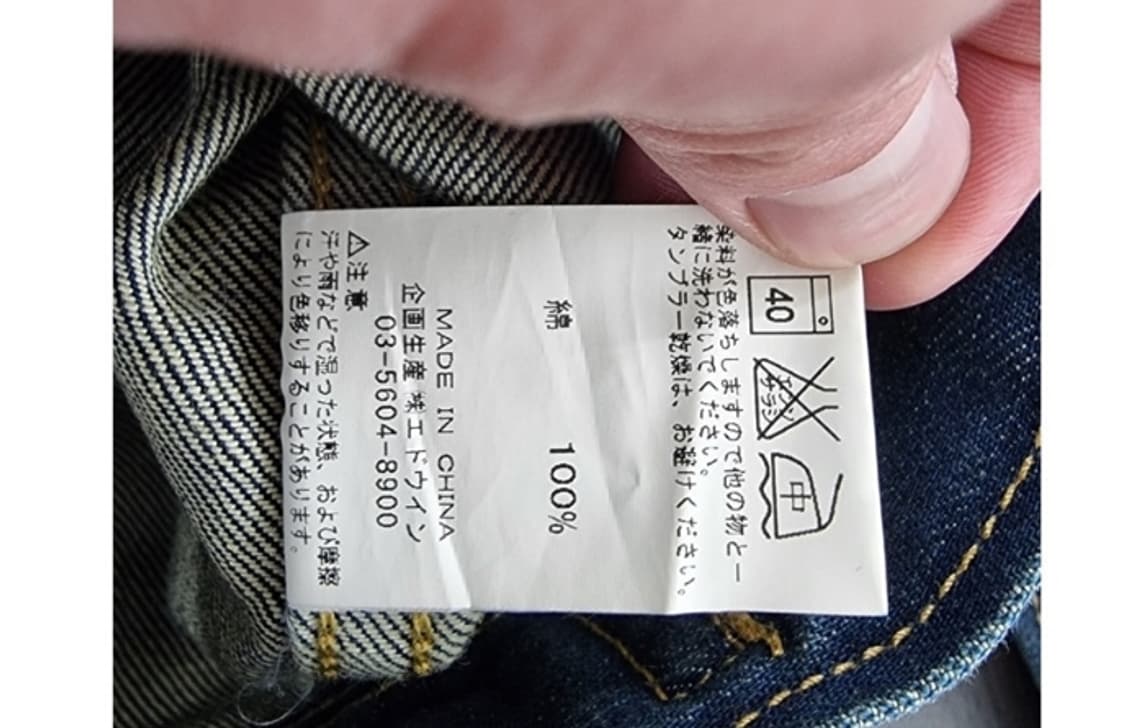 40
エンソ
サラシ
中
染料が色落ちしますので他の物と一
緒に洗わないでください。
タンブラー乾燥は、お避けください。
綿 100%
MADE IN CHINA
企画生産 ㈱エドウイン
03-5604-8900
⚠注意
汗や雨などで湿った状態、および摩擦
により色移りすることがあります。